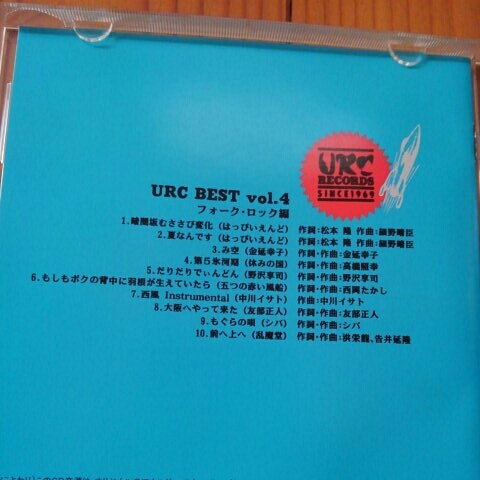 URC
RECORDS
SINCE1969
URC BEST vol.4
フォーク・ロック編
1.暗闇坂むささび変化（はっぴいえんど） 作詞：松本 隆 作曲：細野晴臣
2.夏なんです（はっぴいえんど） 作詞：松本 隆 作曲：細野晴臣
3.み空（金延幸子） 作詞・作曲：金延幸子
4.第5氷河期（休みの国） 作詞・作曲：高橋照幸
5.だりだりでぃんどん（野沢享司） 作詞・作曲：野沢享司
6.もしもボクの背中に羽根が生えていたら（五つの赤い風船） 作詞・作曲：西岡たかし
7.西風 Instrumental（中川イサト） 作曲：中川イサト
8.大阪へやって来た（友部正人） 作詞・作曲：友部正人
9.もぐらの唄（シバ） 作詞・作曲：シバ
10.前へ上へ（乱魔堂） 作詞・作曲：洪栄龍、告井延隆